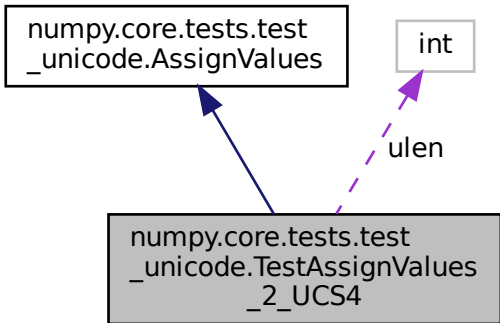 numpy.core.tests.test
_unicode.AssignValues
int
ulen
numpy.core.tests.test
_unicode.TestAssignValues
_2_UCS4